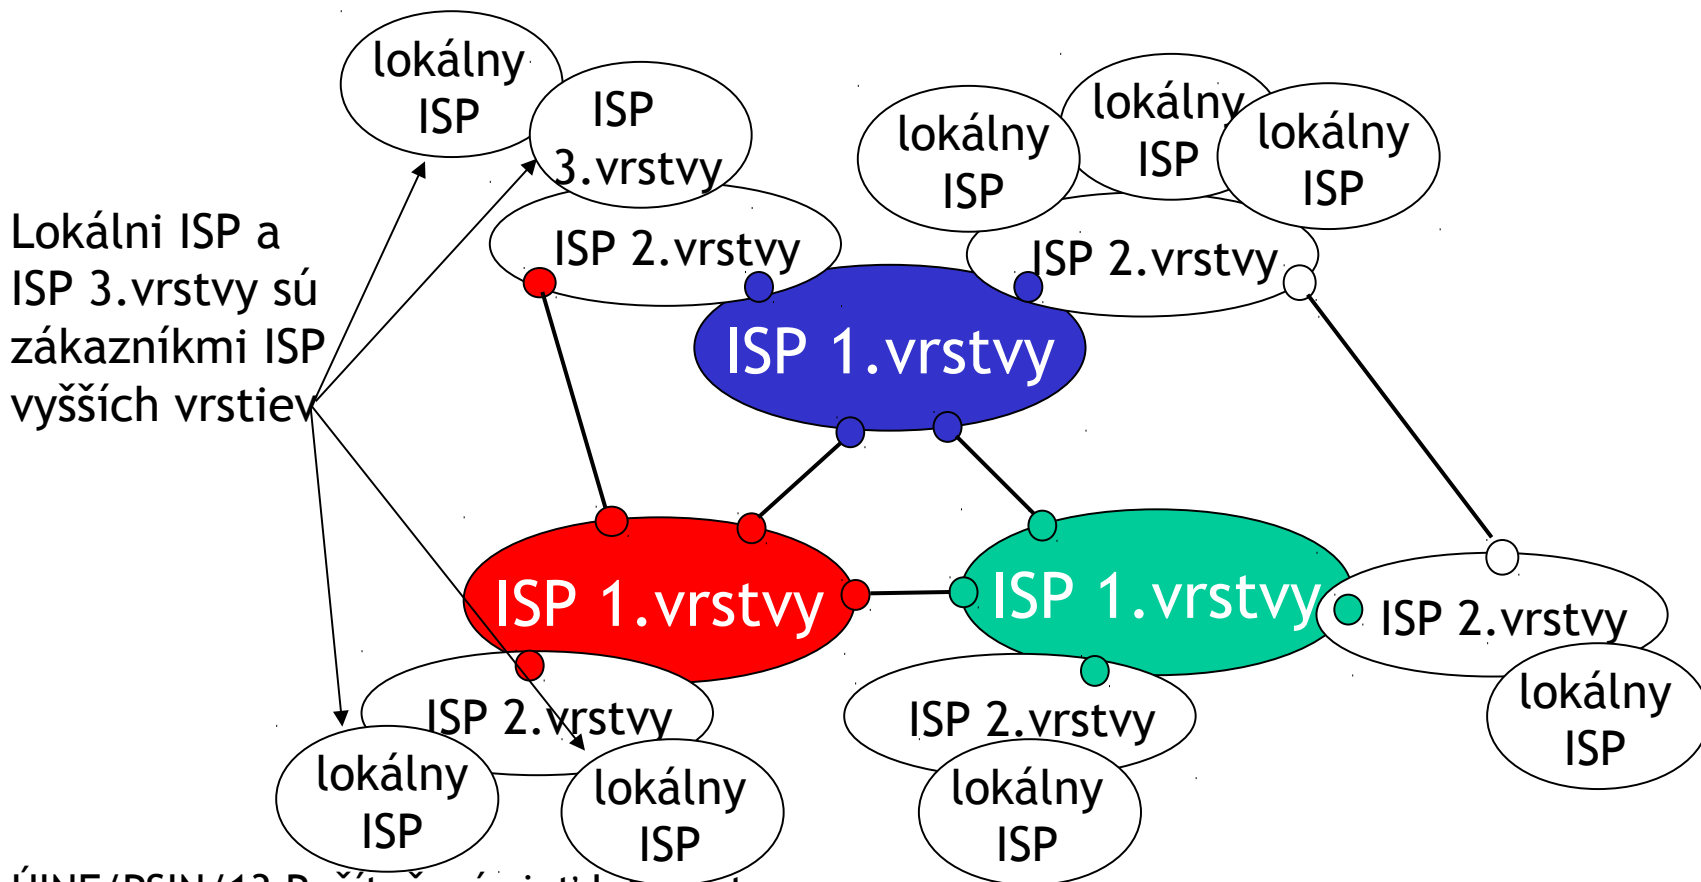 lokálny
ISP
ISP
3.vrstvy
lokálny
ISP
lokálny
ISP
lokálny
ISP
Lokálni ISP a
ISP 3.vrstvy sú
zákazníkmi ISP
vyšších vrstiev
ISP 2.vrstvy
ISP 2.vrstvy
ISP 1.vrstvy
ISP 1.vrstvy
ISP 1.vrstvy
ISP 2.vrstvy
ISP 2.vrstvy
ISP 2.vrstvy
lokálny
ISP
lokálny
ISP
lokálny
ISP
lokálny
ISP